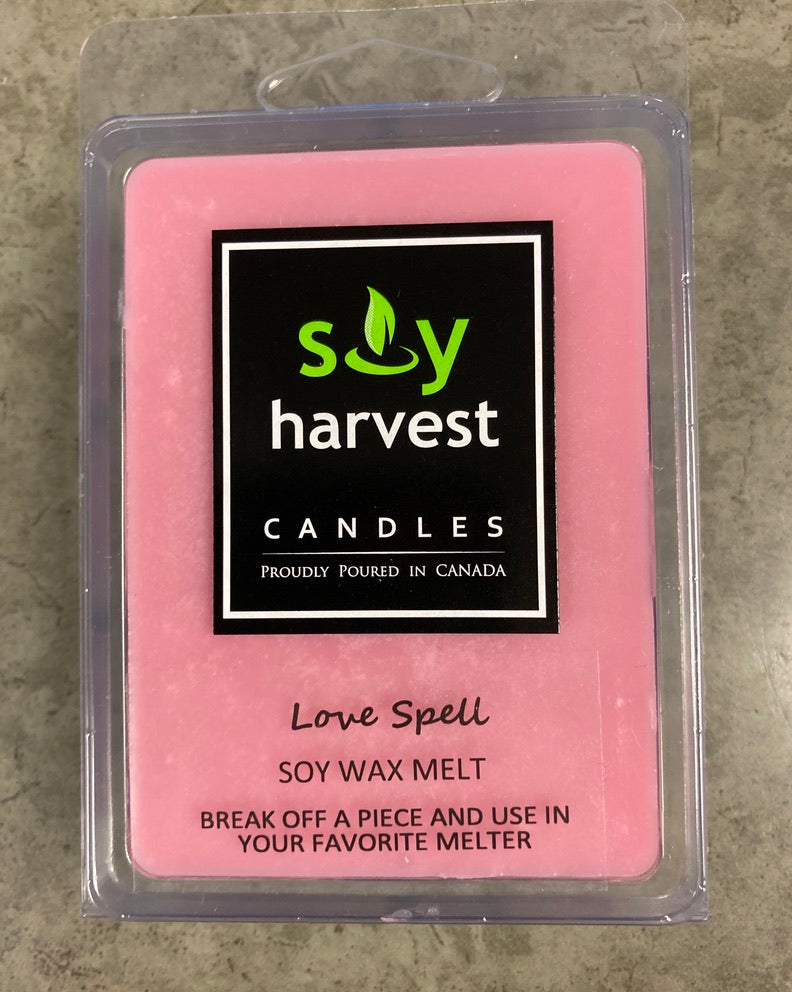 soy
harvest
CANDLES
PROUDLY POURED IN CANADA
Love Spell
SOY WAX MELT
BREAK OFF A PIECE AND USE IN
YOUR FAVORITE MELTER